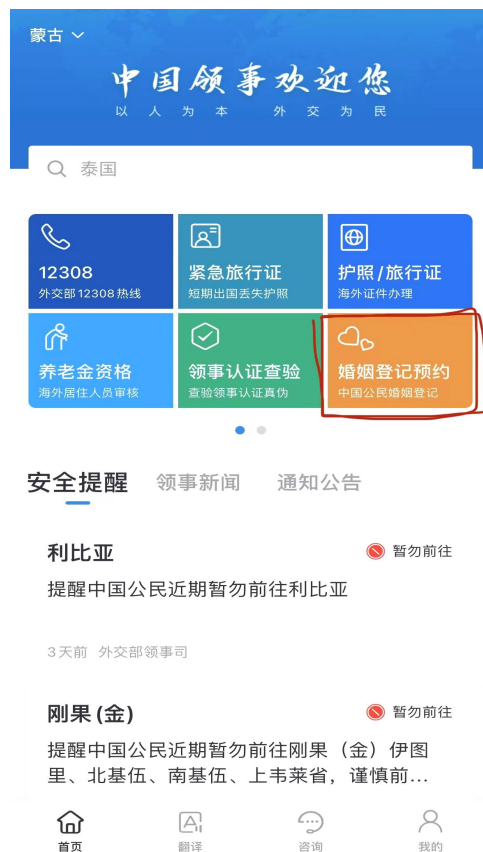 蒙古
中国领事欢迎您
以人为本 外交为民
泰国
12308
外交部12308热线
紧急旅行证
短期出国丢失护照
护照/旅行证
海外证件办理
养老金资格
海外居住人员审核
领事认证查验
查验领事认证真伪
婚姻登记预约
中国公民婚姻登记
安全提醒 领事新闻 通知公告
利比亚 暂勿前往
提醒中国公民近期暂勿前往利比亚
3天前 外交部领事司
刚果(金) 暂勿前往
提醒中国公民近期暂勿前往刚果（金）伊图
里、北基伍、南基伍、上韦莱省，谨慎前...
首页 翻译 咨询 我的